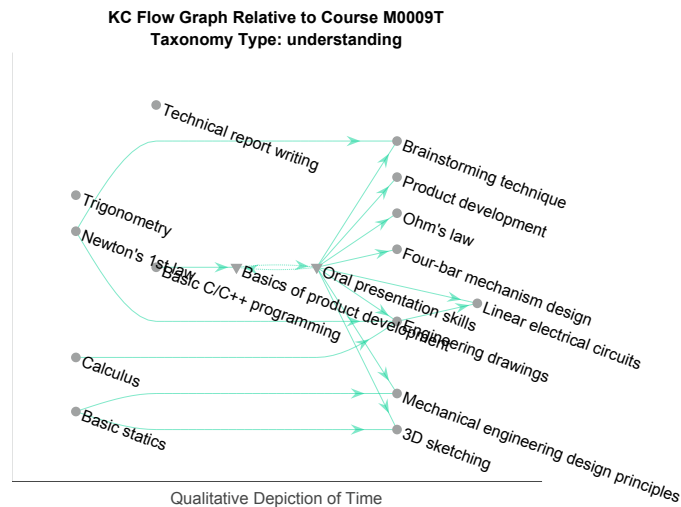 KC Flow Graph Relative to Course M0009T
Taxonomy Type: understanding
Technical report writing
Brainstorming technique
Product development
Trigonometry
Ohm's law
Newton's 1st law
Four-bar mechanism design
Basic C/C++ programming
Basics of product development
Oral presentation skills
Linear electrical circuits
Engineering drawings
Calculus
Mechanical engineering design principles
Basic statics
3D sketching
Qualitative Depiction of Time